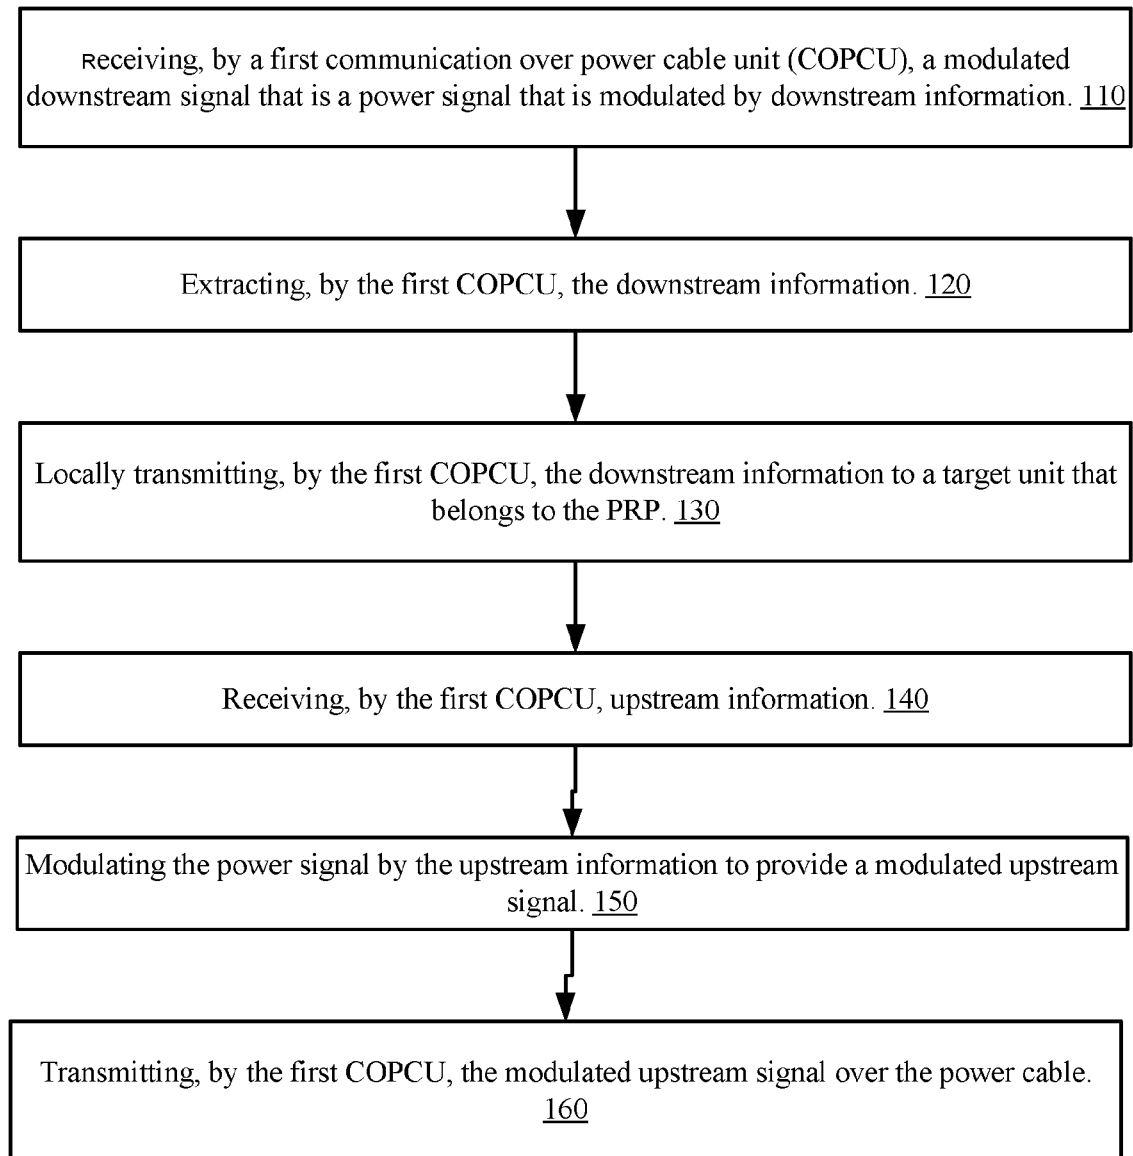 Receiving, by a first communication over power cable unit (COPCU), a modulated
downstream signal that is a power signal that is modulated by downstream information. 110
Extracting, by the first COPCU, the downstream information. 120
Locally transmitting, by the first COPCU, the downstream information to a target unit that
belongs to the PRP. 130
Receiving, by the first COPCU, upstream information. 140
Modulating the power signal by the upstream information to provide a modulated upstream
signal. 150
Transmitting, by the first COPCU, the modulated upstream signal over the power cable.
160